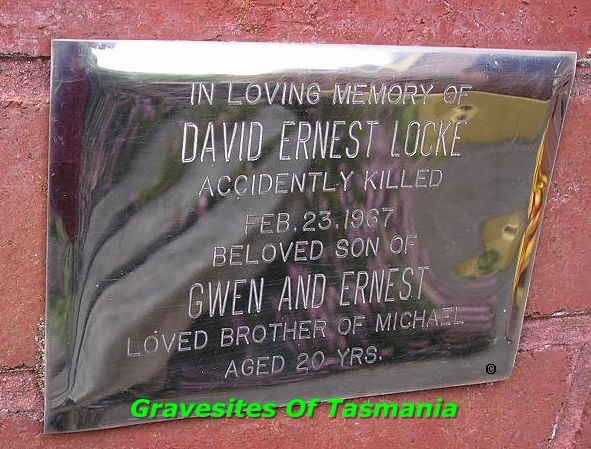 IN LOVING MEMORY OF
DAVID ERNEST LOCKE
ACCIDENTLY KILLED
FEB. 23. 1967
BELOVED SON OF
GWEN AND ERNEST
LOVED BROTHER OF MICHAEL
AGED 20 YRS.
©
Gravesites Of Tasmania